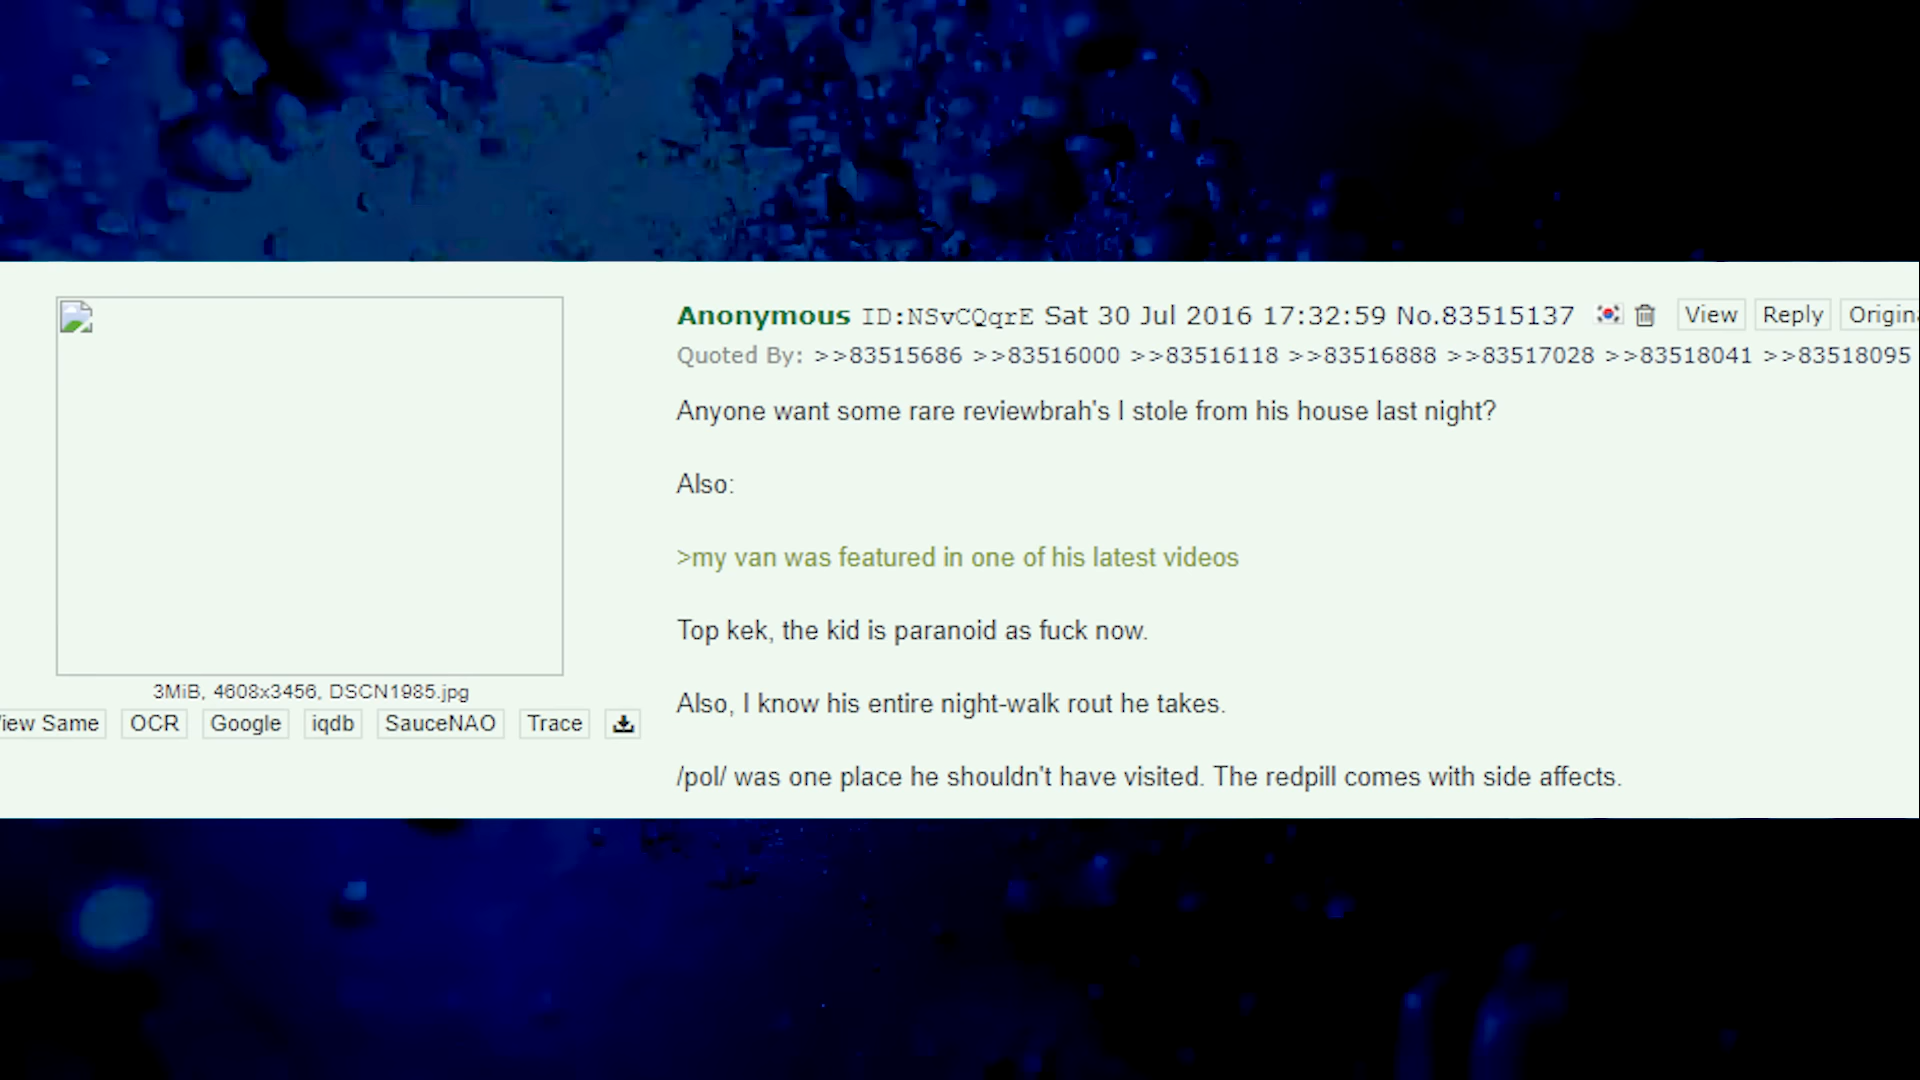 Anonymous ID:NSvCQqrE Sat 30 Jul 2016 17:32:59 No.83515137 View Reply Origina
Quoted By: >>83515686 >>83516000 >>83516118 >>83516888 >>83517028 >>83518041 >>83518095
Anyone want some rare reviewbrah's I stole from his house last night?
Also:
>my van was featured in one of his latest videos
Top kek, the kid is paranoid as fuck now.
Also, I know his entire night-walk rout he takes.
/pol/ was one place he shouldn't have visited. The redpill comes with side affects.
3MiB, 4608x3456, DSCN1985.jpg
iew Same OCR Google iqdb SauceNAO Trace